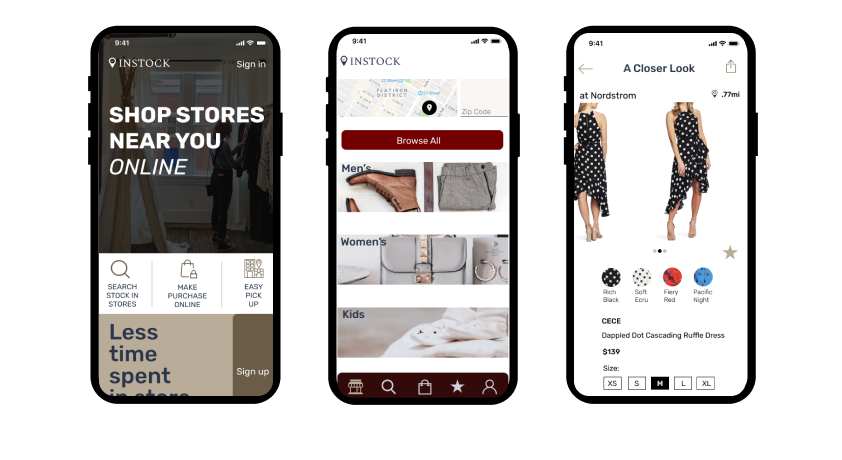 9:41
INSTOCK
Sign in
SHOP STORES
NEAR YOU
ONLINE
SEARCH
STOCK IN
STORES
MAKE
PURCHASE
ONLINE
EASY
PICK
UP
Less
time
spent
in store
Sign up
9:41
INSTOCK
FLATIRON
DISTRICT
23 Street
Zip Code
Browse All
Men's
Women's
Kids
9:41
A Closer Look
at Nordstrom
.77mi
Rich
Black
Soft
Ecru
Fiery
Red
Pacific
Night
CECE
Dappled Dot Cascading Ruffle Dress
$139
Size:
XS
S
M
L
XL